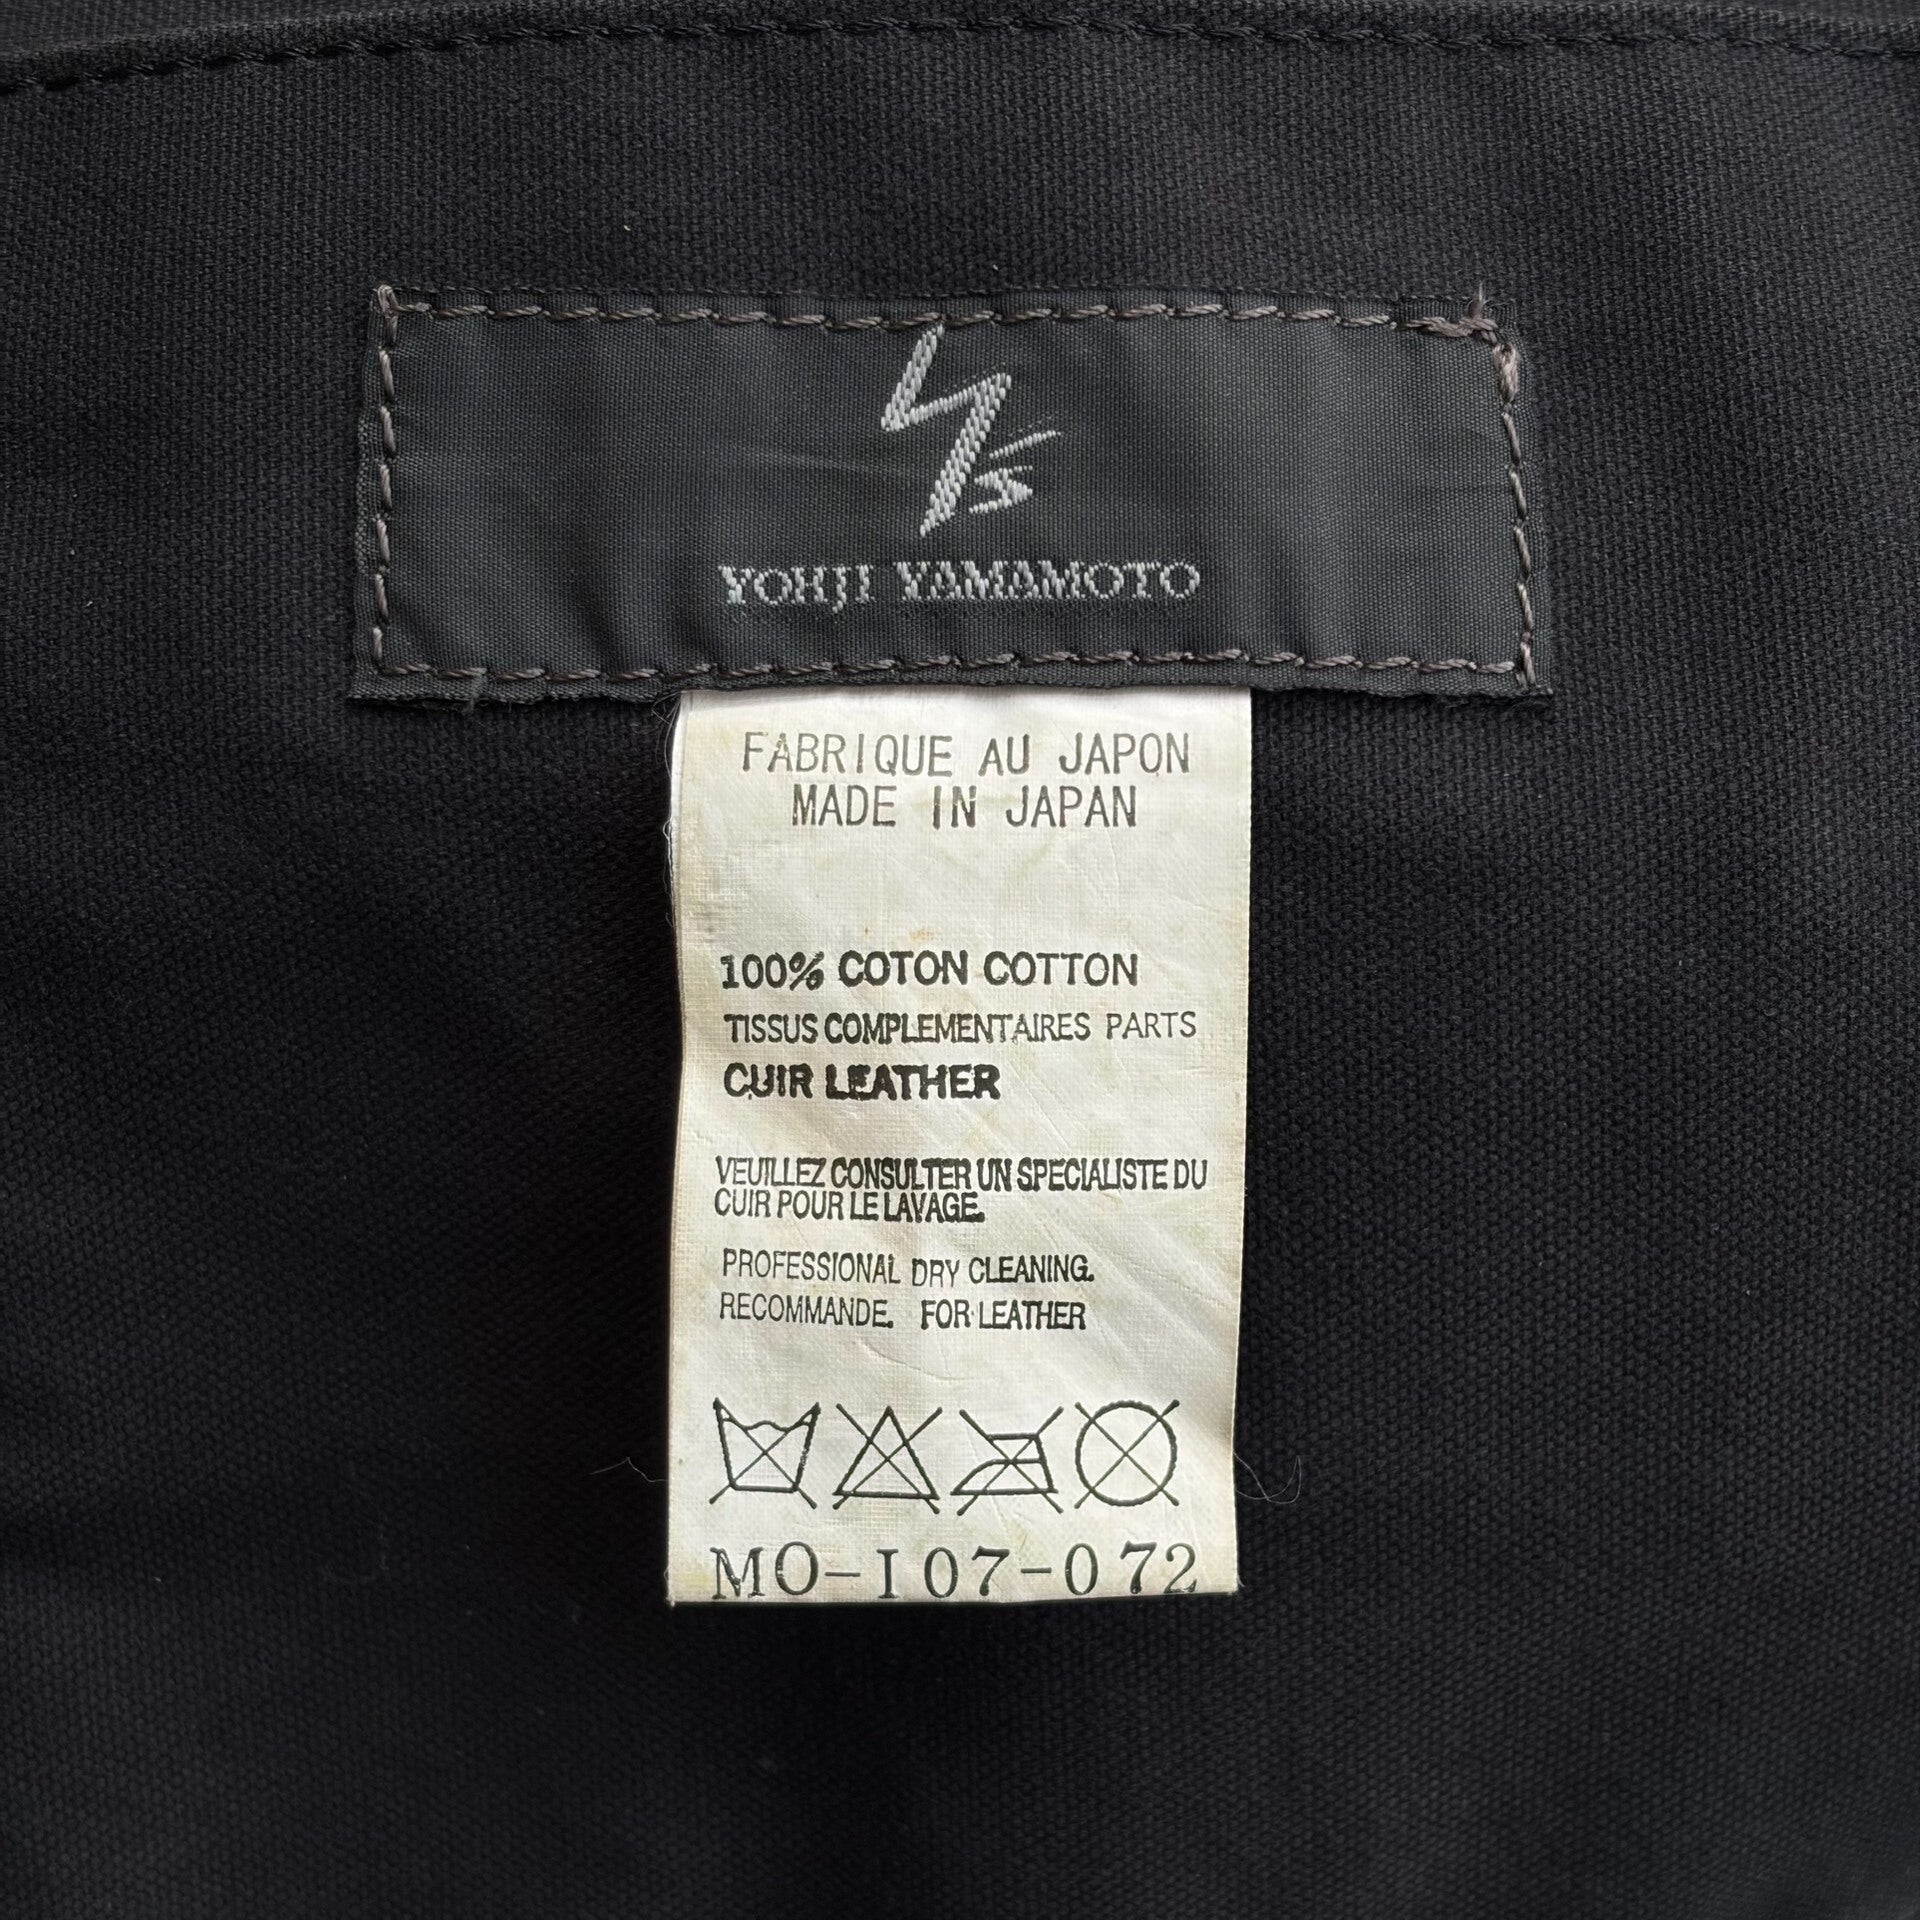 Y's
YOHJI YAMAMOTO
FABRIQUE AU JAPON
MADE IN JAPAN
100% COTON COTTON
TISSUS COMPLEMENTAIRES PARTS
CUIR LEATHER
VEUILLEZ CONSULTER UN SPECIALISTE DU
CUIR POUR LE LAVAGE.
PROFESSIONAL DRY CLEANING.
RECOMMANDE. FOR LEATHER
MO-I07-072